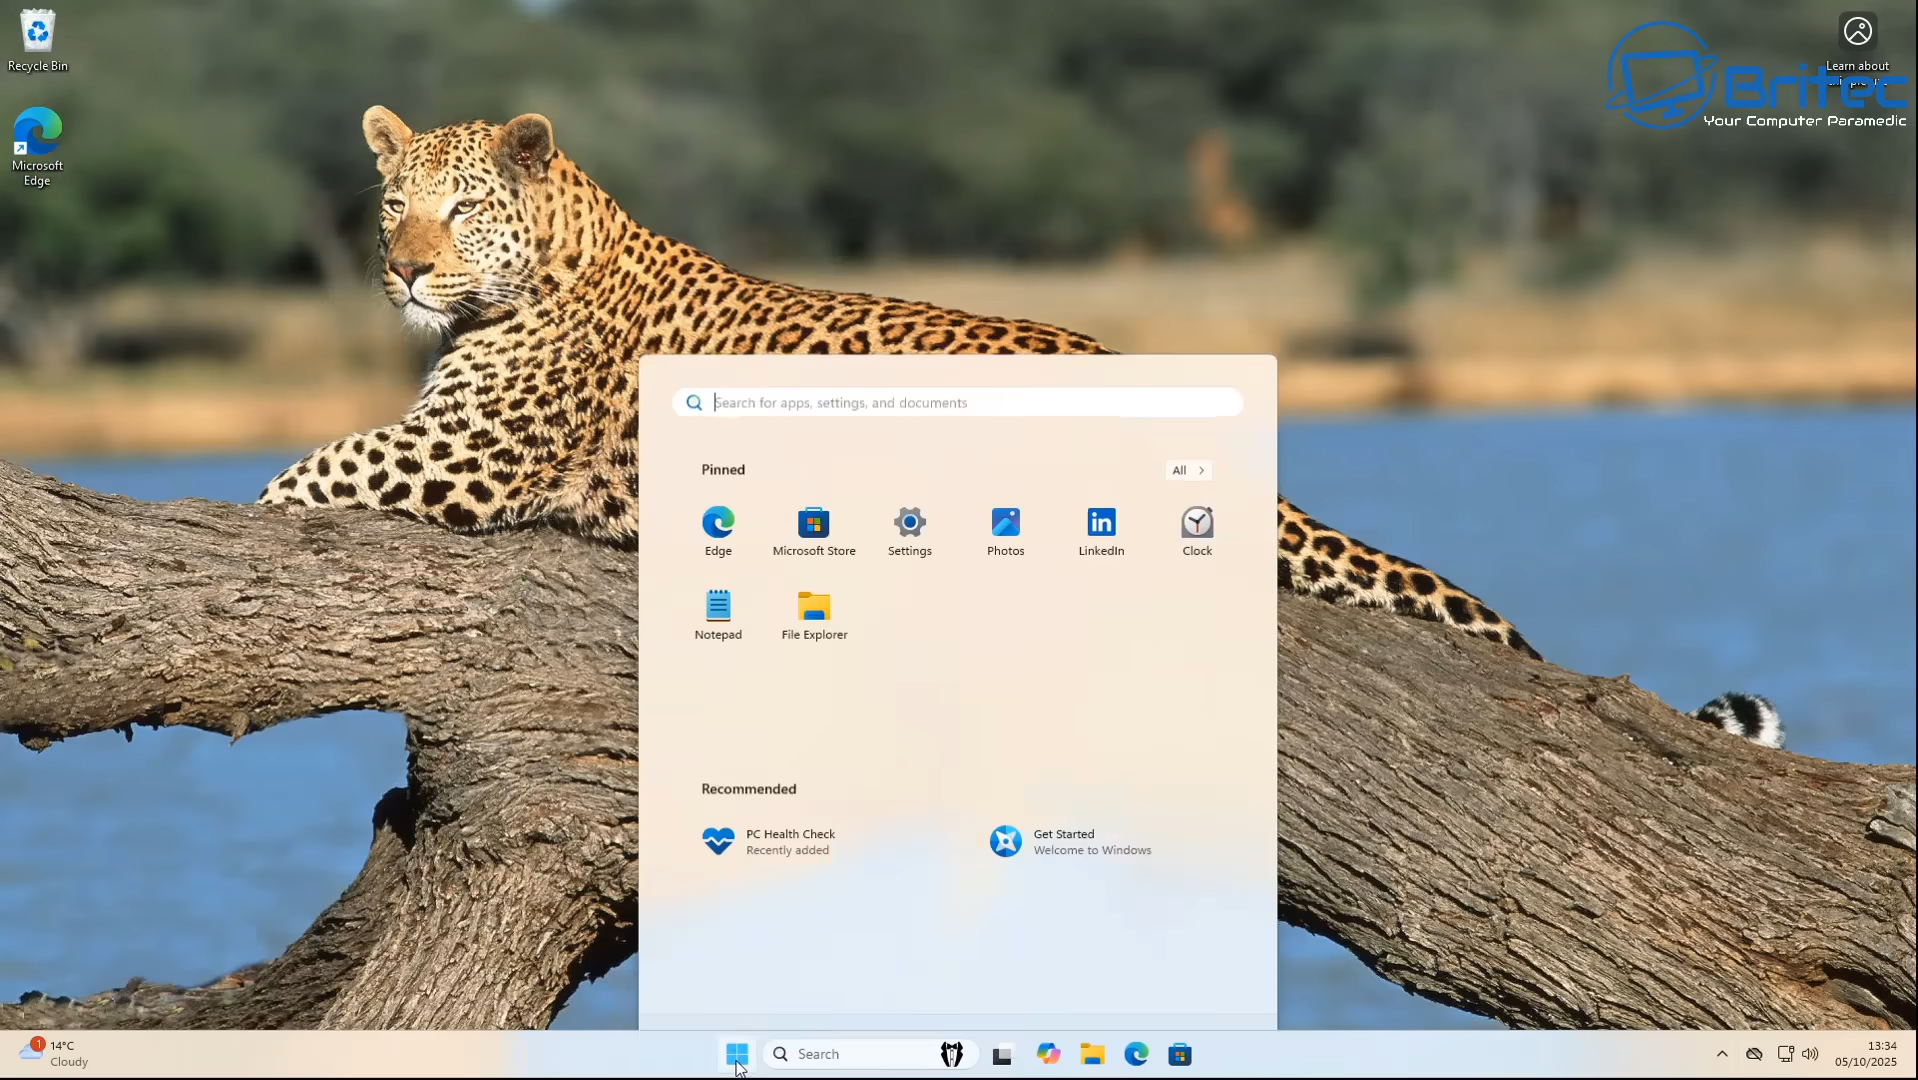 Recycle Bin
Microsoft
Edge
Learn about
Britec
Your Computer Paramedic
Search for apps, settings, and documents
Pinned
All
Edge
Microsoft Store
Settings
Photos
LinkedIn
Clock
Notepad
File Explorer
Recommended
PC Health Check
Recently added
Get Started
Welcome to Windows
1
14°C
Cloudy
Search
13:34
05/10/2025